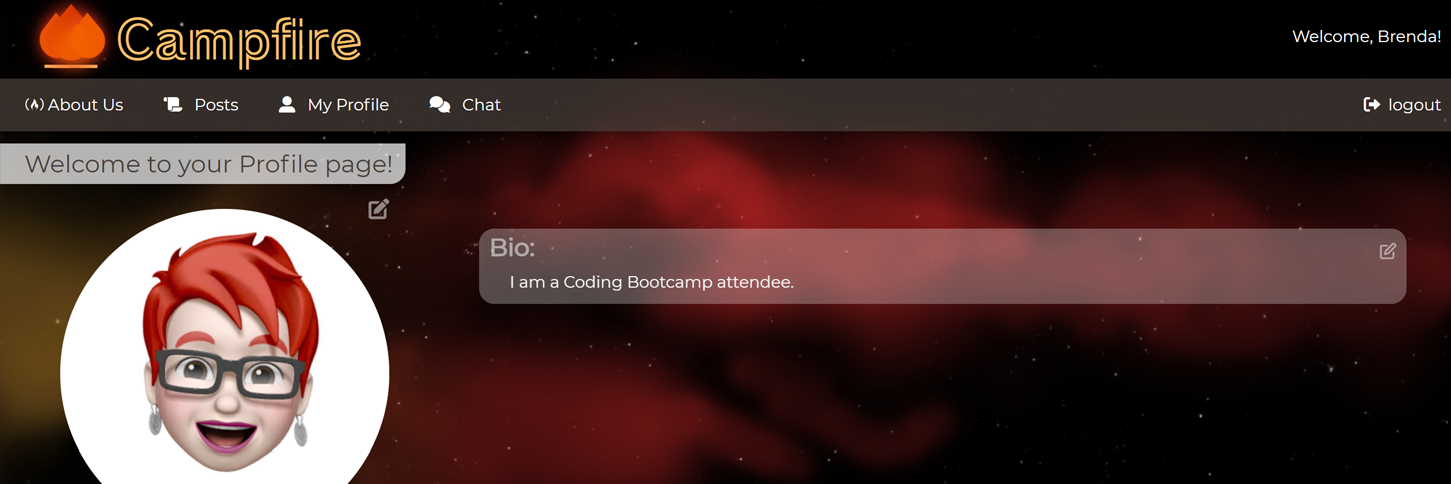 Campfire
Welcome, Brenda!
About Us Posts My Profile Chat logout
Welcome to your Profile page!
Bio:
I am a Coding Bootcamp attendee.